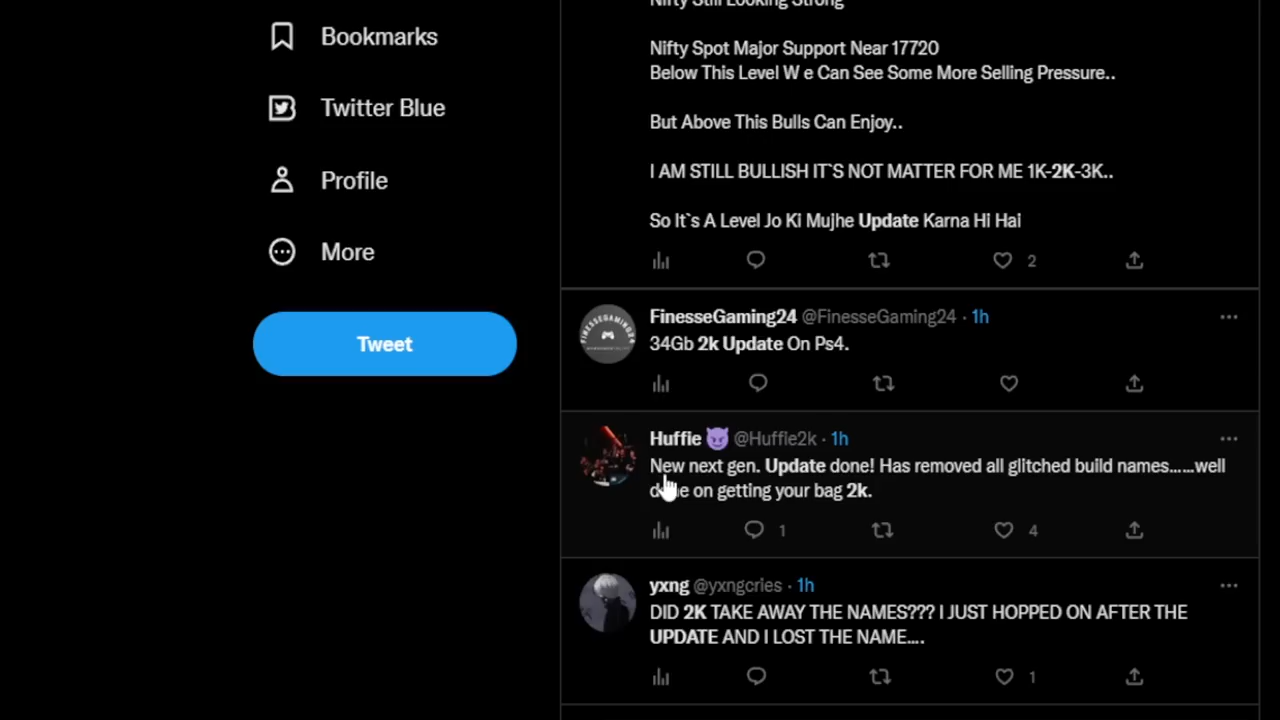 Bookmarks
Twitter Blue
Profile
More
Tweet
Nifty Still Looking Strong
Nifty Spot Major Support Near 17720
Below This Level W e Can See Some More Selling Pressure..
But Above This Bulls Can Enjoy..
I AM STILL BULLISH IT`S NOT MATTER FOR ME 1K-2K-3K..
So It`s A Level Jo Ki Mujhe Update Karna Hi Hai
2
FinesseGaming24 @FinesseGaming24 · 1h
34Gb 2k Update On Ps4.
Huffie 😈 @Huffie2k · 1h
New next gen. Update done! Has removed all glitched build names......well
done on getting your bag 2k.
1 4
yxng @yxngcries · 1h
DID 2K TAKE AWAY THE NAMES??? I JUST HOPPED ON AFTER THE
UPDATE AND I LOST THE NAME....
1